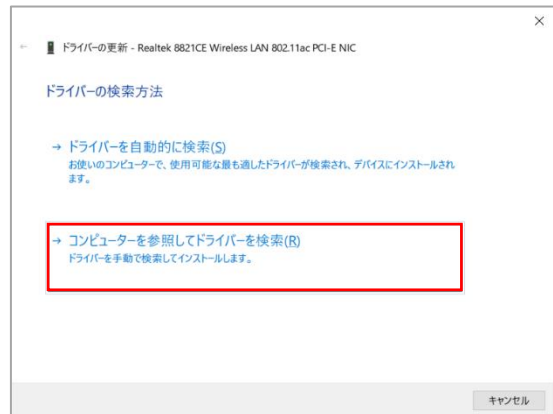 ドライバーの更新 - Realtek 8821CE Wireless LAN 802.11ac PCI-E NIC
ドライバーの検索方法
→ ドライバーを自動的に検索(S)
お使いのコンピューターで、使用可能な最も適したドライバーが検索され、デバイスにインストールされ
ます。
→ コンピューターを参照してドライバーを検索(R)
ドライバーを手動で検索してインストールします。
キャンセル